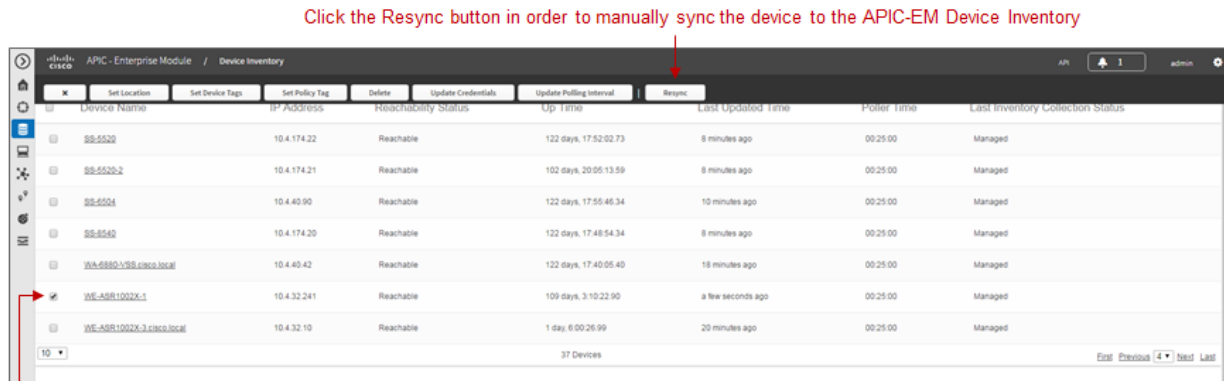 Click the Resync button in order to manually sync the device to the APIC-EM Device Inventory
cisco APIC - Enterprise Module / Device Inventory API 1 admin
x Set Location Set Device Tags Set Policy Tag Delete Update Credentials Update Polling Interval | Resync
Device Name IP Address Reachability Status Up Time Last Updated Time Poller Time Last Inventory Collection Status
SS-5520 10.4.174.22 Reachable 122 days, 17:52:02.73 8 minutes ago 00:25:00 Managed
SS-5520-2 10.4.174.21 Reachable 102 days, 20:05:13.59 8 minutes ago 00:25:00 Managed
SS-6504 10.4.40.90 Reachable 122 days, 17:55:46.34 10 minutes ago 00:25:00 Managed
SS-8540 10.4.174.20 Reachable 122 days, 17:48:54.34 8 minutes ago 00:25:00 Managed
WA-6880-VSS.cisco.local 10.4.40.42 Reachable 122 days, 17:40:05.40 18 minutes ago 00:25:00 Managed
WE-ASR1002X-1 10.4.32.241 Reachable 109 days, 3:10:22.90 a few seconds ago 00:25:00 Managed
WE-ASR1002X-3.cisco.local 10.4.32.10 Reachable 1 day, 6:00:26.99 20 minutes ago 00:25:00 Managed
10 37 Devices First Previous 4 Next Last